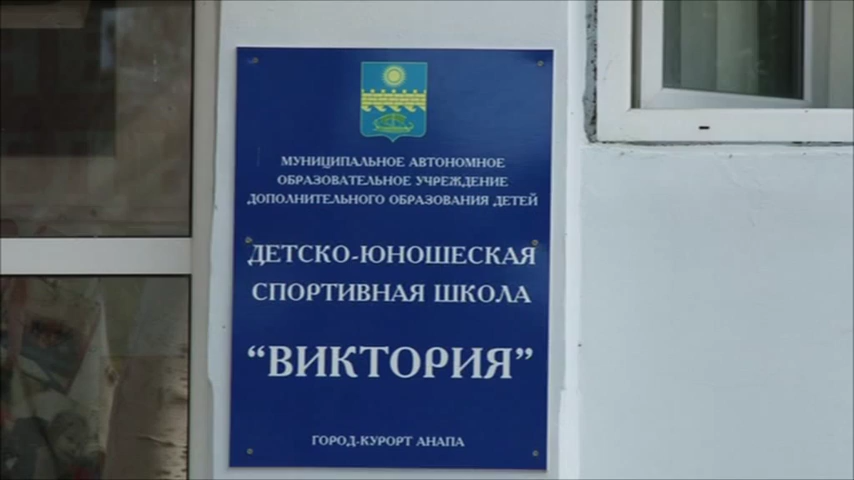 МУНИЦИПАЛЬНОЕ АВТОНОМНОЕ
ОБРАЗОВАТЕЛЬНОЕ УЧРЕЖДЕНИЕ
ДОПОЛНИТЕЛЬНОГО ОБРАЗОВАНИЯ ДЕТЕЙ
ДЕТСКО-ЮНОШЕСКАЯ
СПОРТИВНАЯ ШКОЛА
“ВИКТОРИЯ”
ГОРОД-КУРОРТ АНАПА